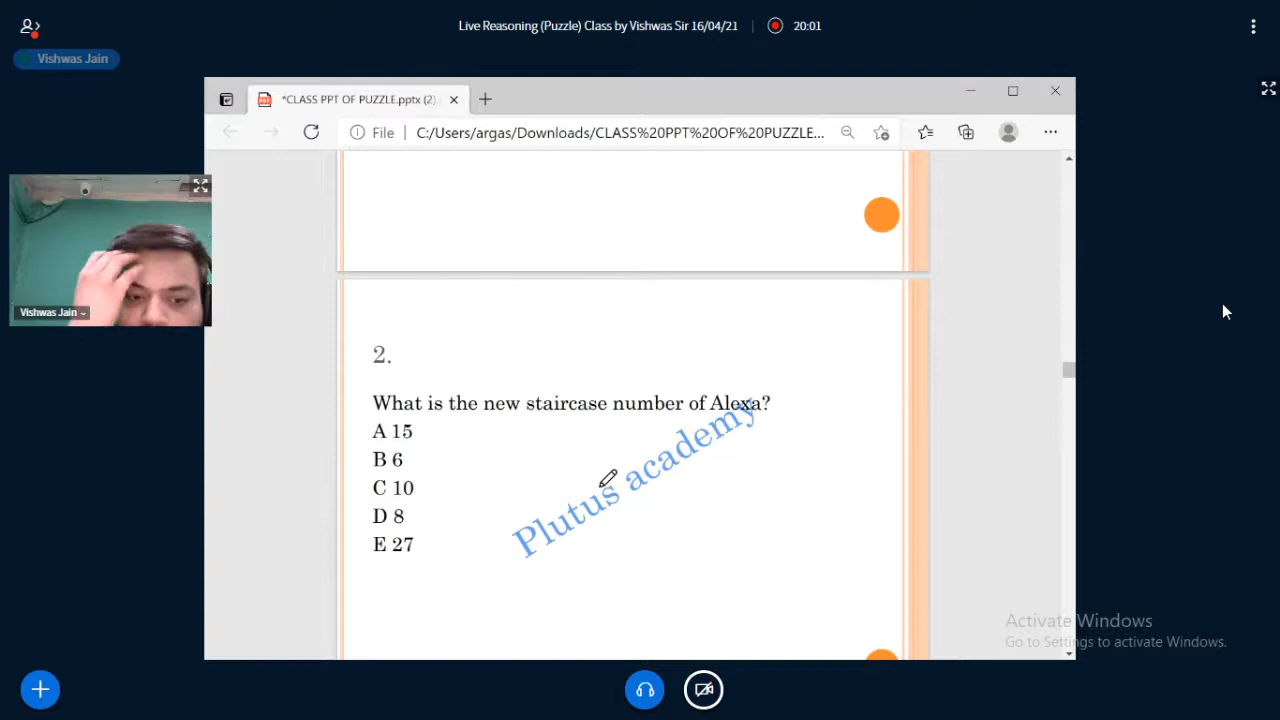 Live Reasoning (Puzzle) Class by Vishwas Sir 16/04/21
20:01
Vishwas Jain
*CLASS PPT OF PUZZLE.pptx (2).
File
C:/Users/argas/Downloads/CLASS%20PPT%20OF%20PUZZLE...
Vishwas Jain
2.
What is the new staircase number of Alexa?
A 15
B 6
C 10
D 8
E 27
Plutus academy
Activate Windows
Go to Settings to activate Windows.